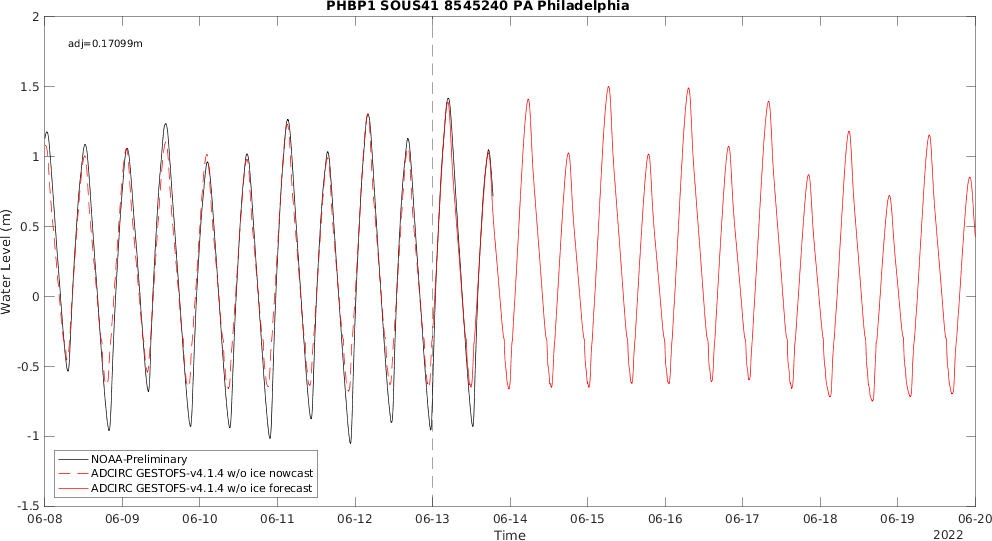 PHBP1 SOUS41 8545240 PA Philadelphia
adj=0.17099m
2
1.5
1
0.5
0
-0.5
-1
-1.5
Water Level (m)
NOAA-Preliminary
ADCIRC GESTOFS-v4.1.4 w/o ice nowcast
ADCIRC GESTOFS-v4.1.4 w/o ice forecast
06-08 06-09 06-10 06-11 06-12 06-13 06-14 06-15 06-16 06-17 06-18 06-19 06-20
Time
2022